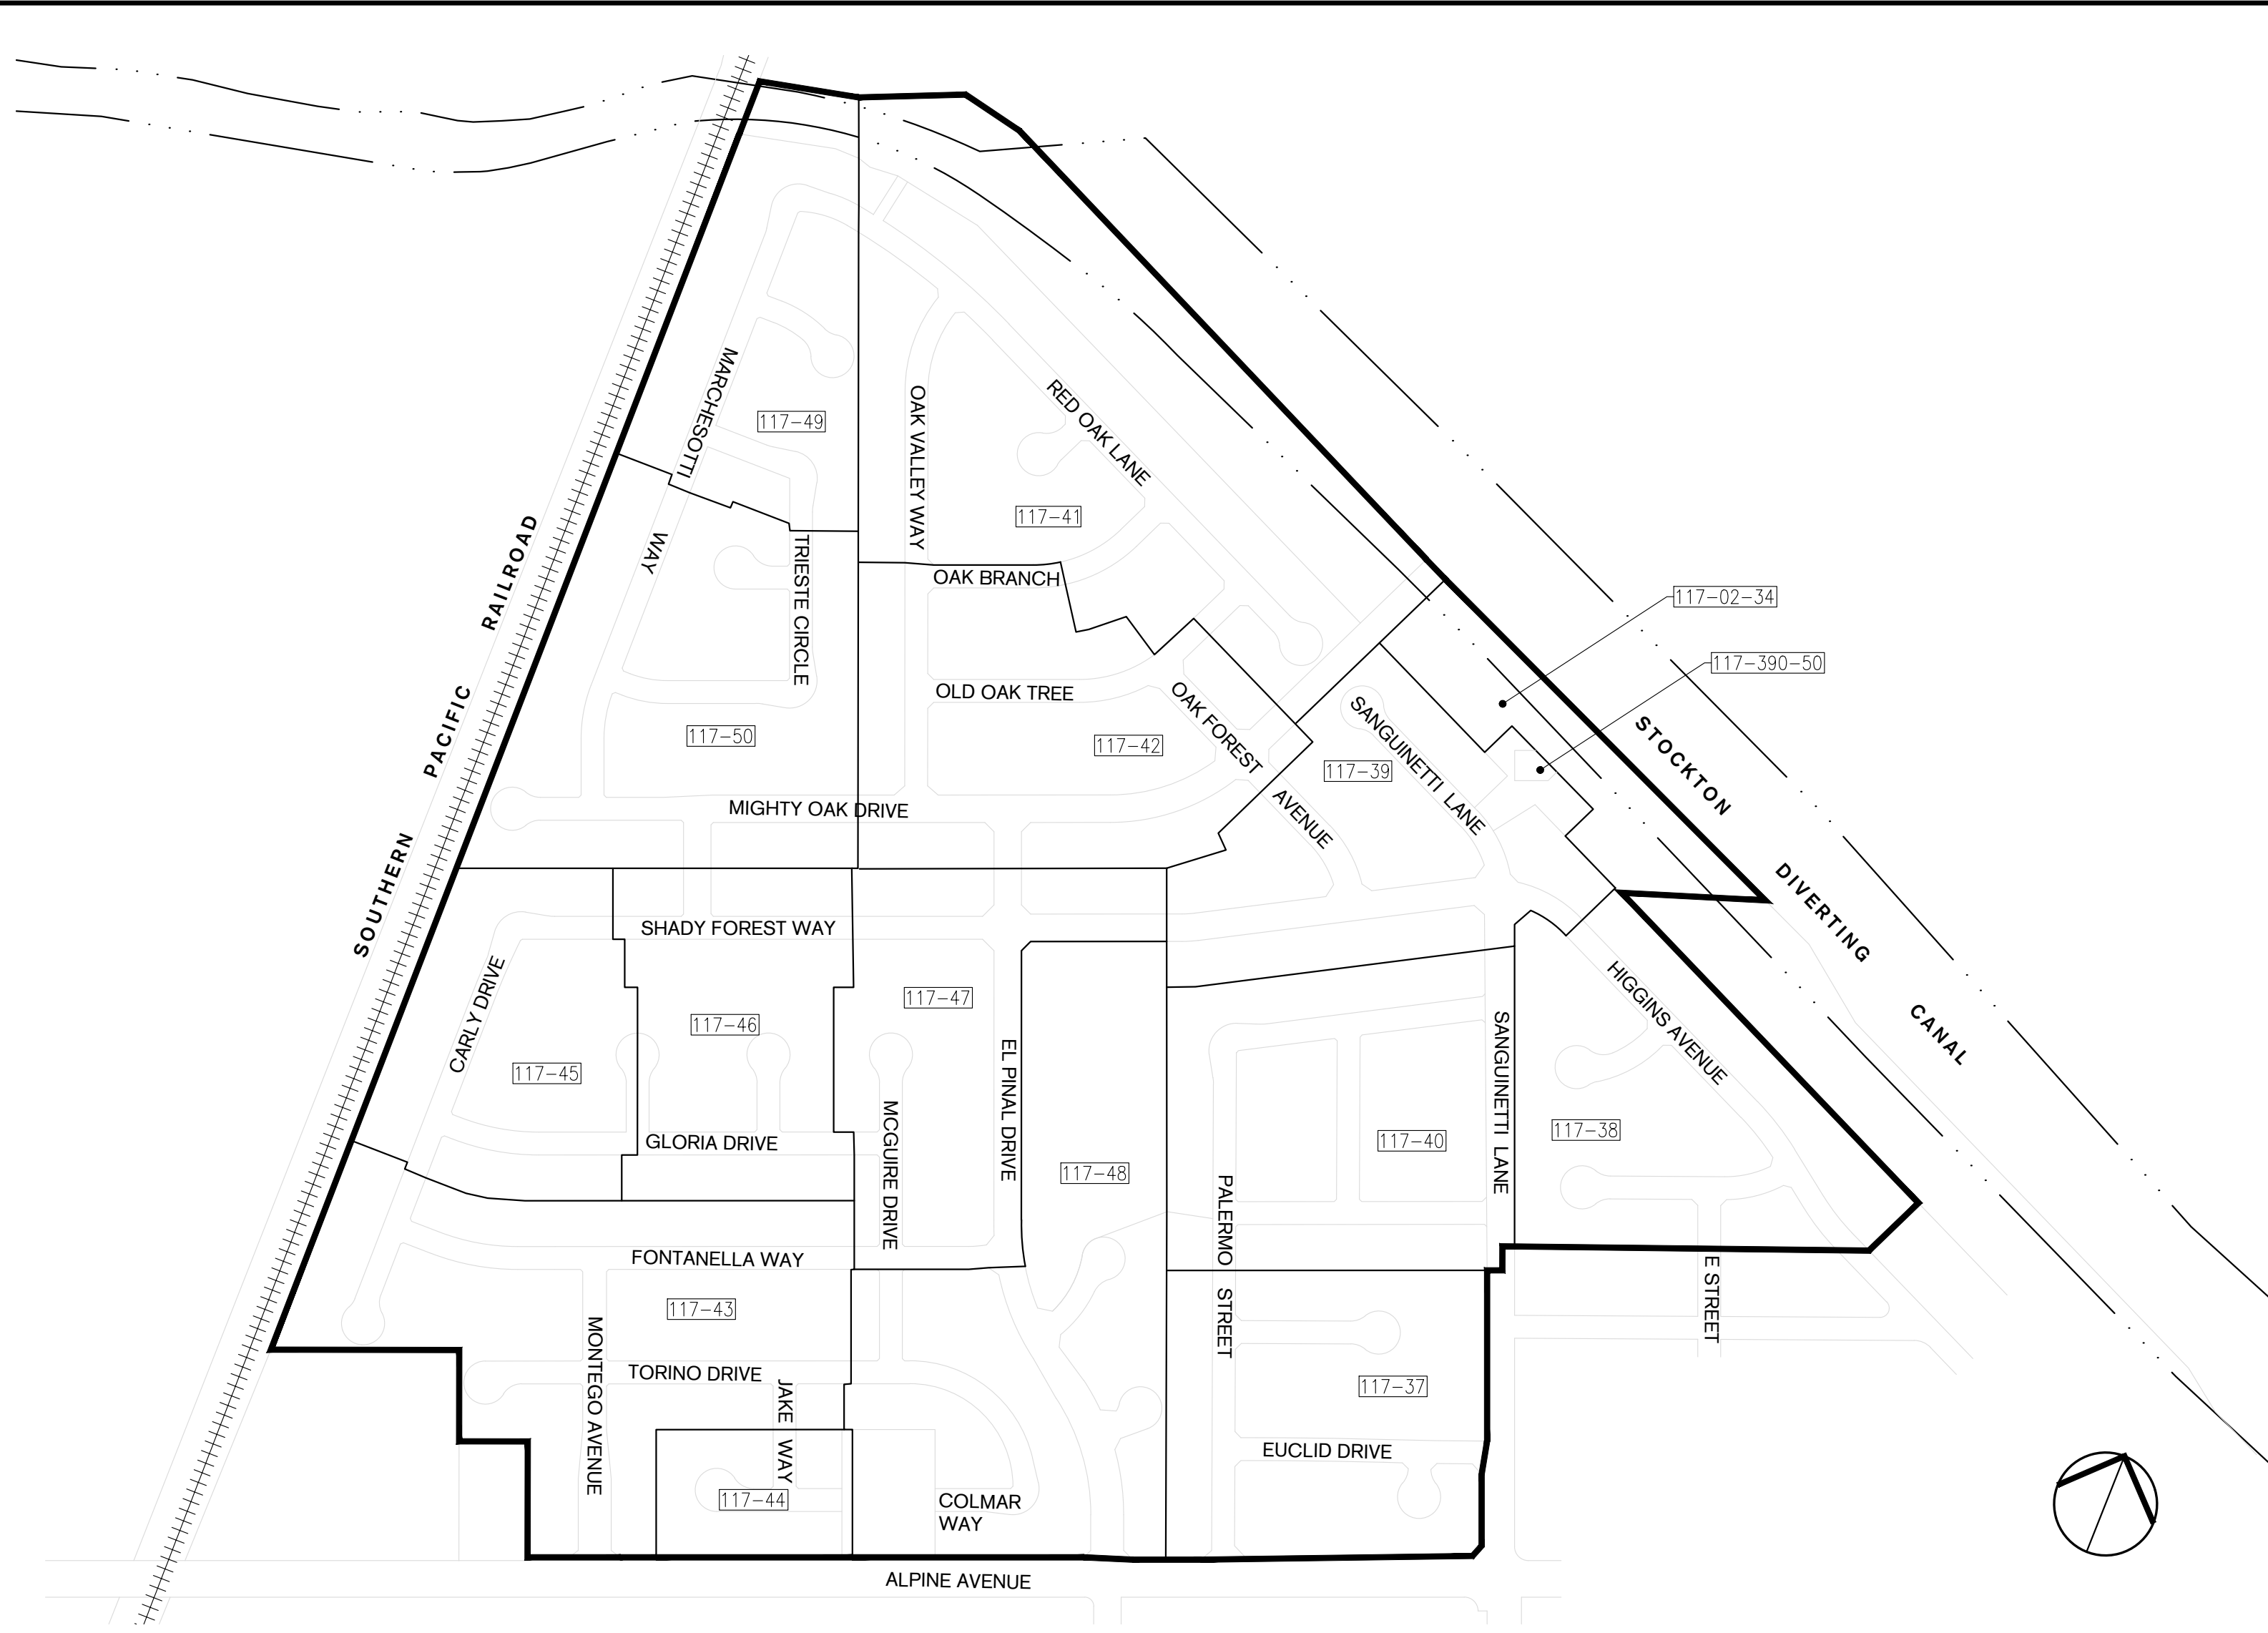 MARCHESOTTI
WAY
117-49
OAK VALLEY WAY
RED OAK LANE
117-41
TRIESTE CIRCLE
OAK BRANCH
117-02-34
117-390-50
OLD OAK TREE
OAK FOREST
AVENUE
SANGUINETTI LANE
117-50
117-42
117-39
MIGHTY OAK DRIVE
SOUTHERN PACIFIC RAILROAD
STOCKTON DIVERTING CANAL
SHADY FOREST WAY
CARLY DRIVE
117-47
117-46
117-45
EL PINAL DRIVE
SANGUINETTI LANE
HIGGINS AVENUE
MCGUIRE DRIVE
GLORIA DRIVE
117-40
117-38
117-48
PALERMO
STREET
FONTANELLA WAY
E STREET
117-43
MONTEGO AVENUE
TORINO DRIVE
JAKE WAY
117-37
EUCLID DRIVE
117-44
COLMAR
WAY
ALPINE AVENUE